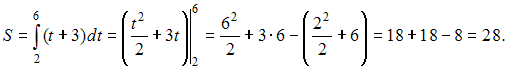 S = ∫₂⁶ (t + 3)dt = (t²/2 + 3t)|₂⁶ = 6²/2 + 3·6 − (2²/2 + 6) = 18 + 18 − 8 = 28.